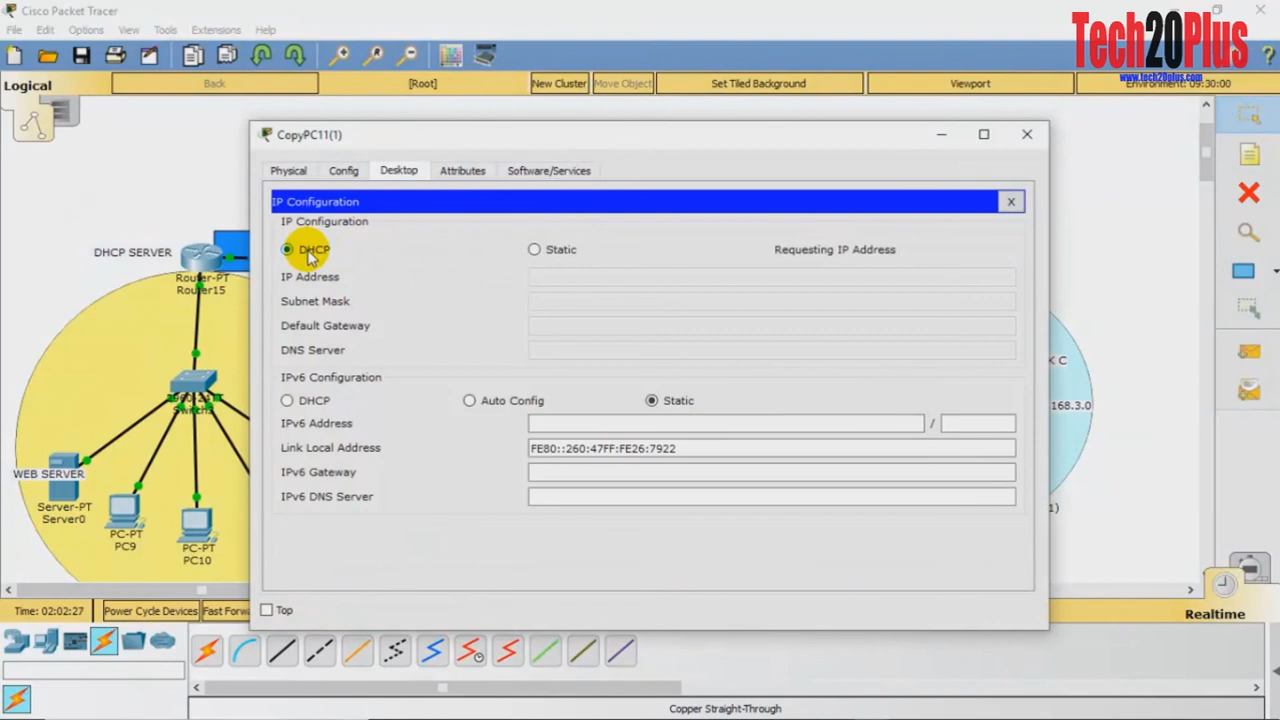 Cisco Packet Tracer
Tech20Plus
www.tech20plus.com
File Edit Options View Tools Extensions Help
Logical
Back
[Root]
New Cluster
Move Object
Set Tiled Background
Viewport
Environment: 09:30:00
CopyPC11(1)
Physical Config Desktop Attributes Software/Services
IP Configuration X
IP Configuration
DHCP Static Requesting IP Address
IP Address
Subnet Mask
Default Gateway
DNS Server
IPv6 Configuration
DHCP Auto Config Static
IPv6 Address /
Link Local Address FE80::260:47FF:FE26:7922
IPv6 Gateway
IPv6 DNS Server
Top
DHCP SERVER
Router-PT
Router15
2960-24TT
WEB SERVER
Server-PT
Server0
PC-PT
PC9
PC-PT
PC10
K C
168.3.0
1)
Time: 02:02:27
Power Cycle Devices
Fast Forw
Realtime
Copper Straight-Through